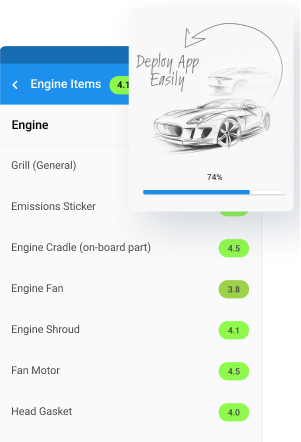 Engine Items 4.1
Deploy App
Easily
74%
Engine
Grill (General)
Emissions Sticker
Engine Cradle (on-board part) 4.5
Engine Fan 3.8
Engine Shroud 4.1
Fan Motor 4.5
Head Gasket 4.0